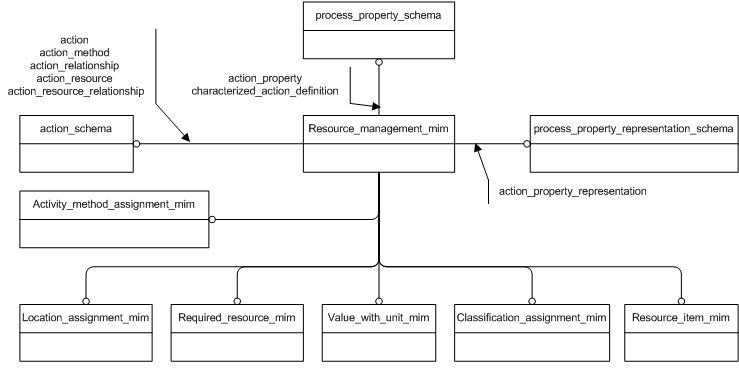 process_property_schema
action
action_method
action_relationship
action_resource
action_resource_relationship
action_property
characterized_action_definition
action_schema
Resource_management_mim
process_property_representation_schema
action_property_representation
Activity_method_assignment_mim
Location_assignment_mim
Required_resource_mim
Value_with_unit_mim
Classification_assignment_mim
Resource_item_mim